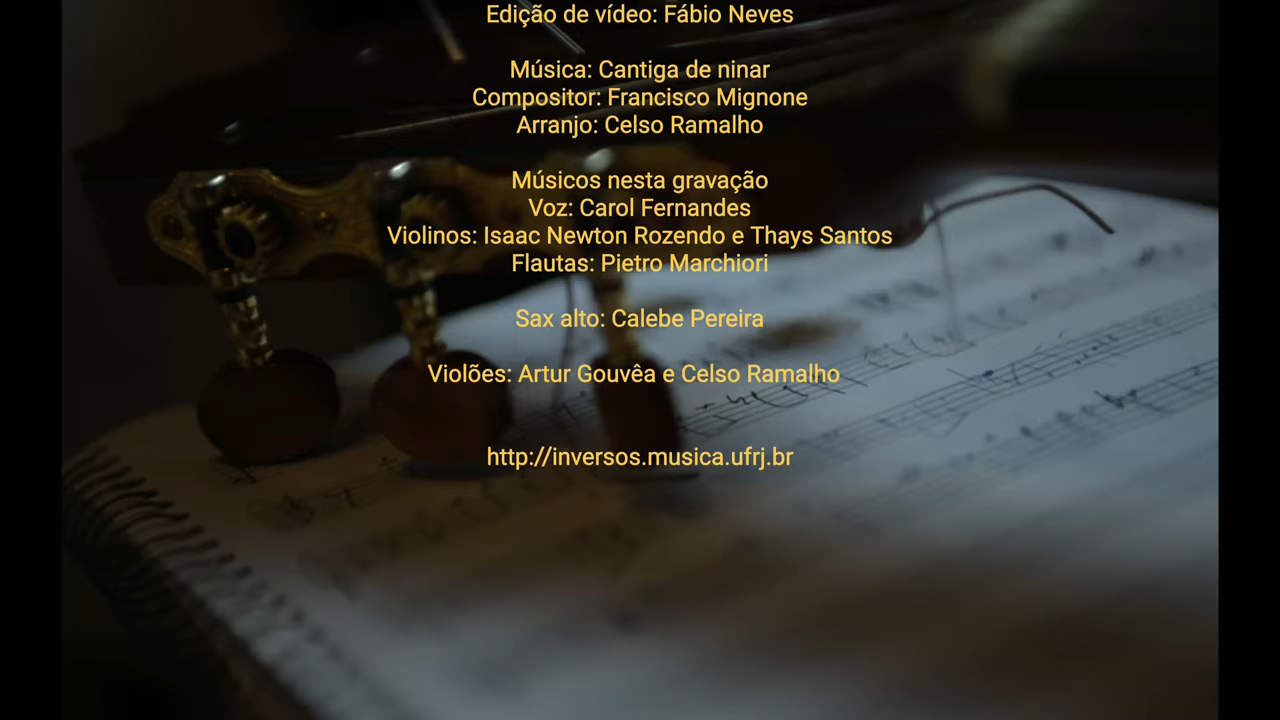 Edição de vídeo: Fábio Neves
Música: Cantiga de ninar
Compositor: Francisco Mignone
Arranjo: Celso Ramalho
Músicos nesta gravação
Voz: Carol Fernandes
Violinos: Isaac Newton Rozendo e Thays Santos
Flautas: Pietro Marchiori
Sax alto: Calebe Pereira
Violões: Artur Gouvêa e Celso Ramalho
http://inversos.musica.ufrj.br